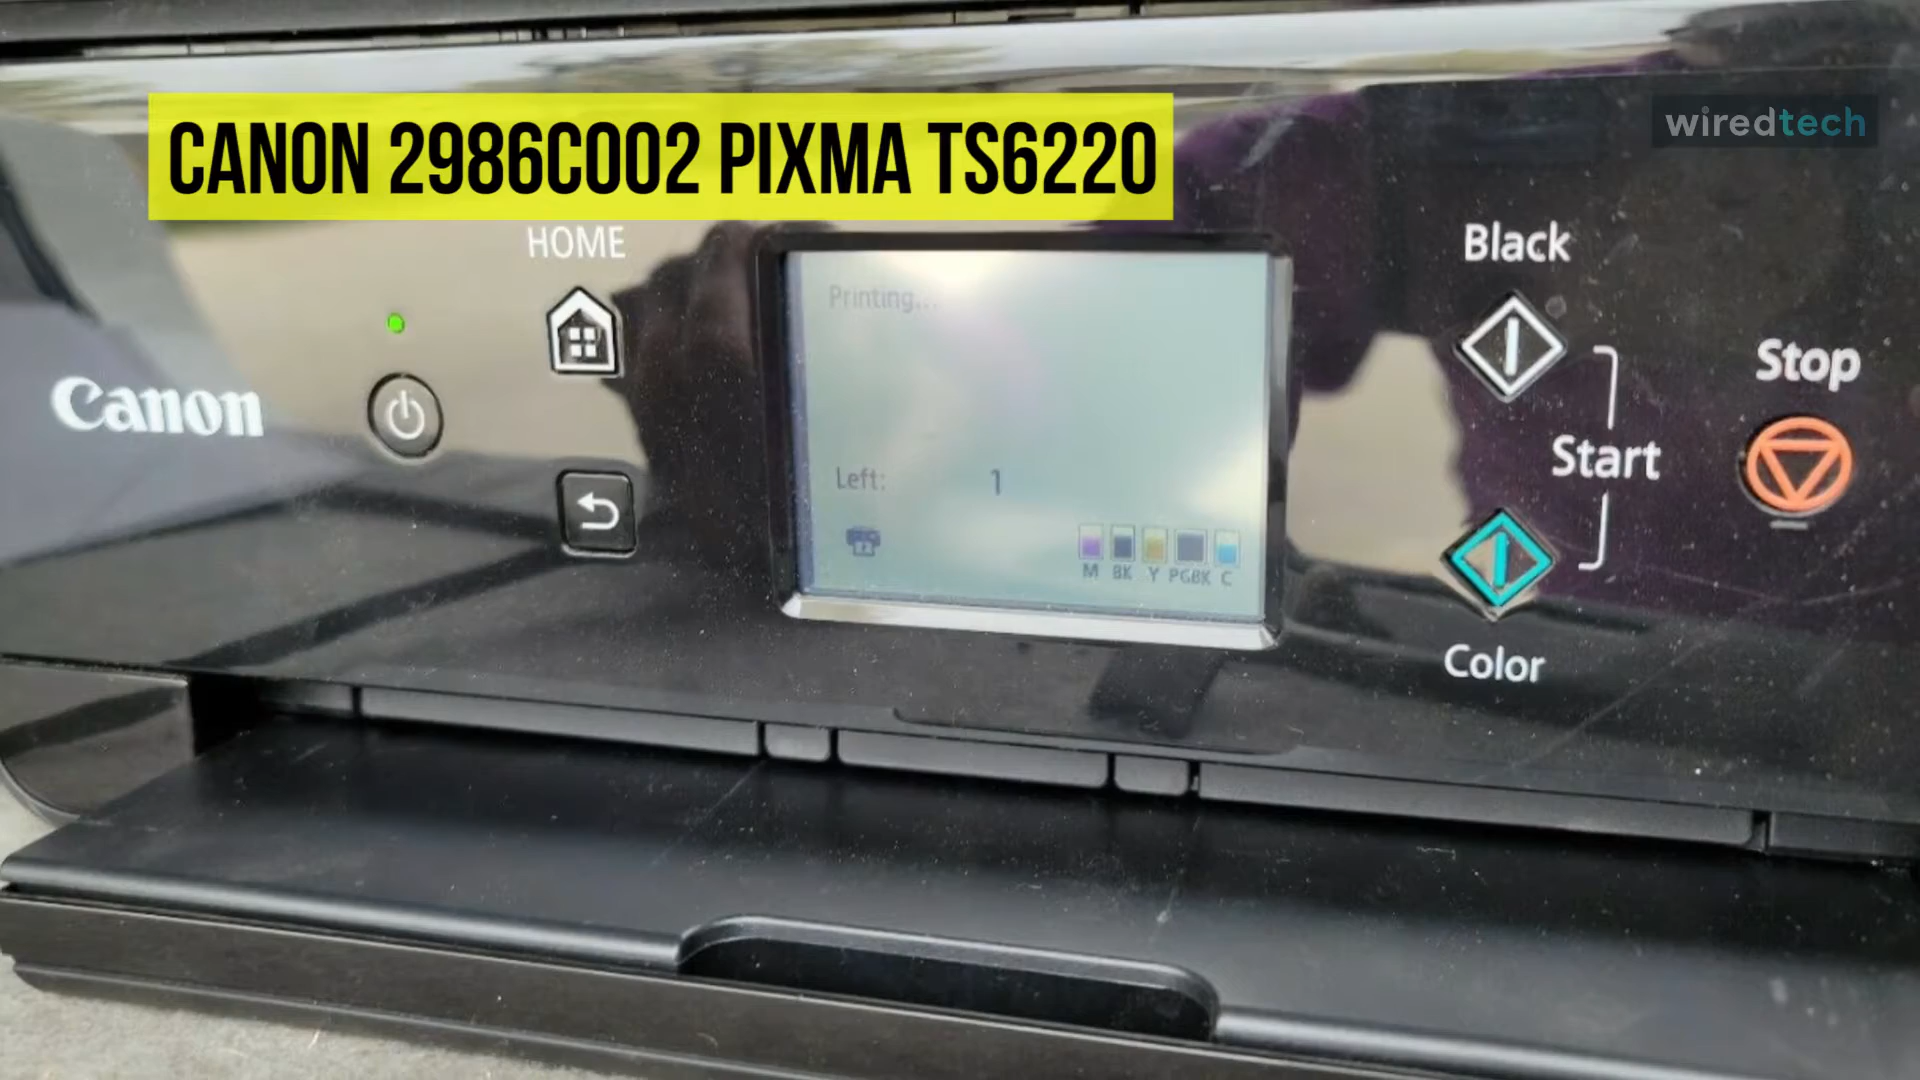 CANON 2986C002 PIXMA TS6220
wiredtech
HOME
Black
Printing...
Stop
Canon
Start
Left: 1
M BK Y PGBK C
Color